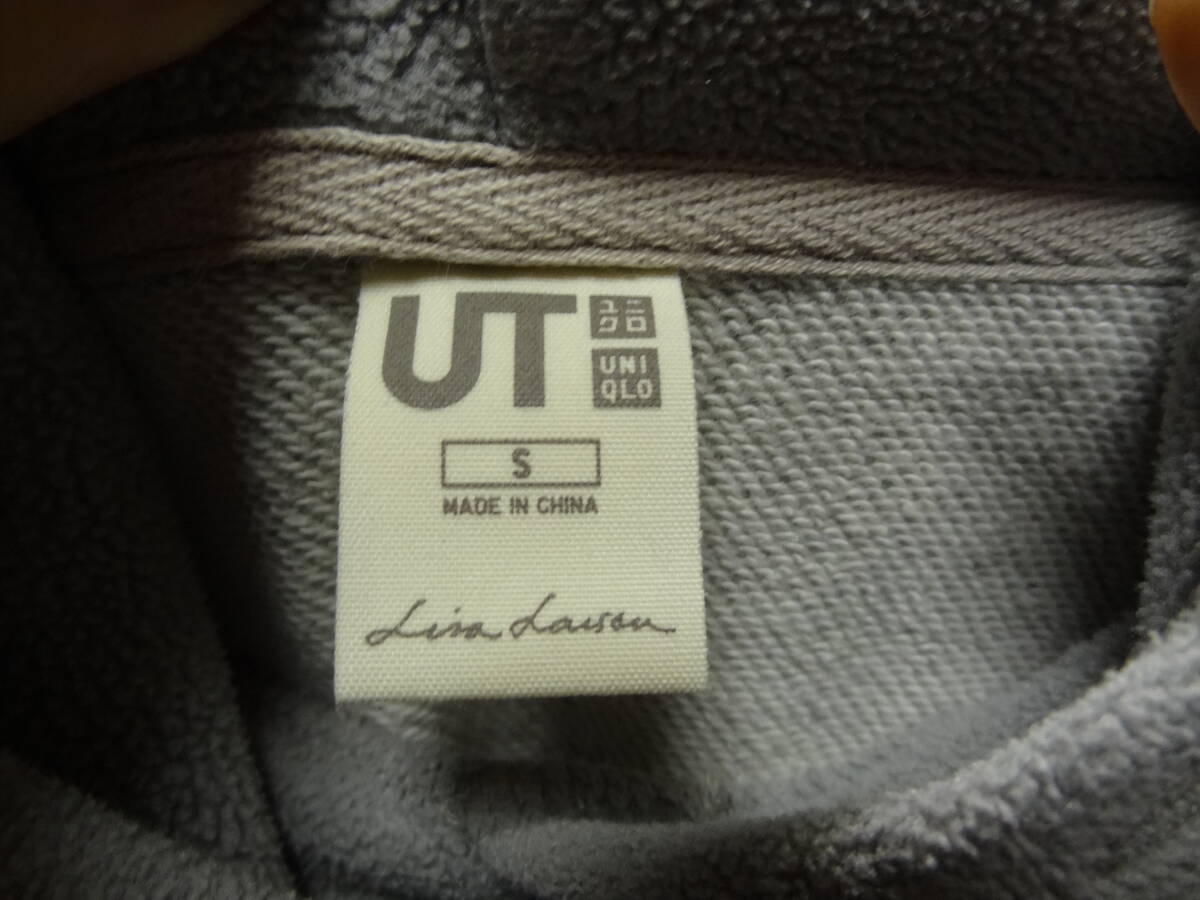 UT
ユニ
クロ
UNI
QLO
S
MADE IN CHINA
Lisa Larson